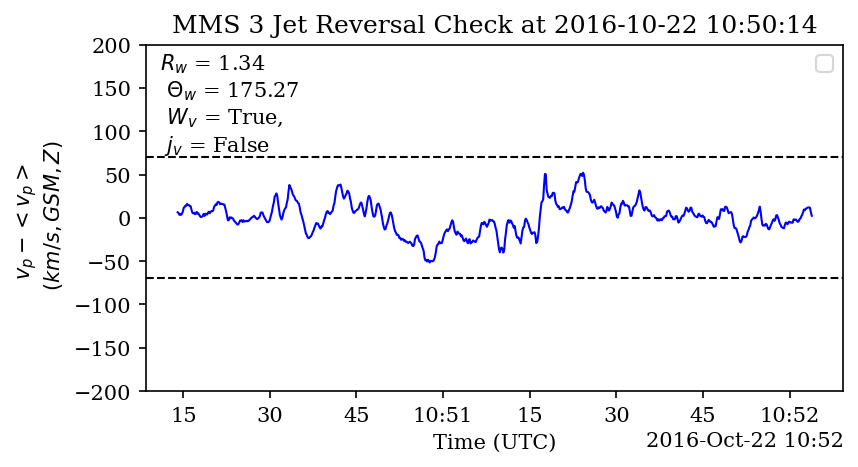 MMS 3 Jet Reversal Check at 2016-10-22 10:50:14
R_w = 1.34
Θ_w = 175.27
W_v = True,
j_v = False
200
150
100
50
0
−50
−100
−150
−200
v_p − < v_p >
(km/s, GSM, Z)
15 30 45 10:51 15 30 45 10:52
Time (UTC)
2016-Oct-22 10:52